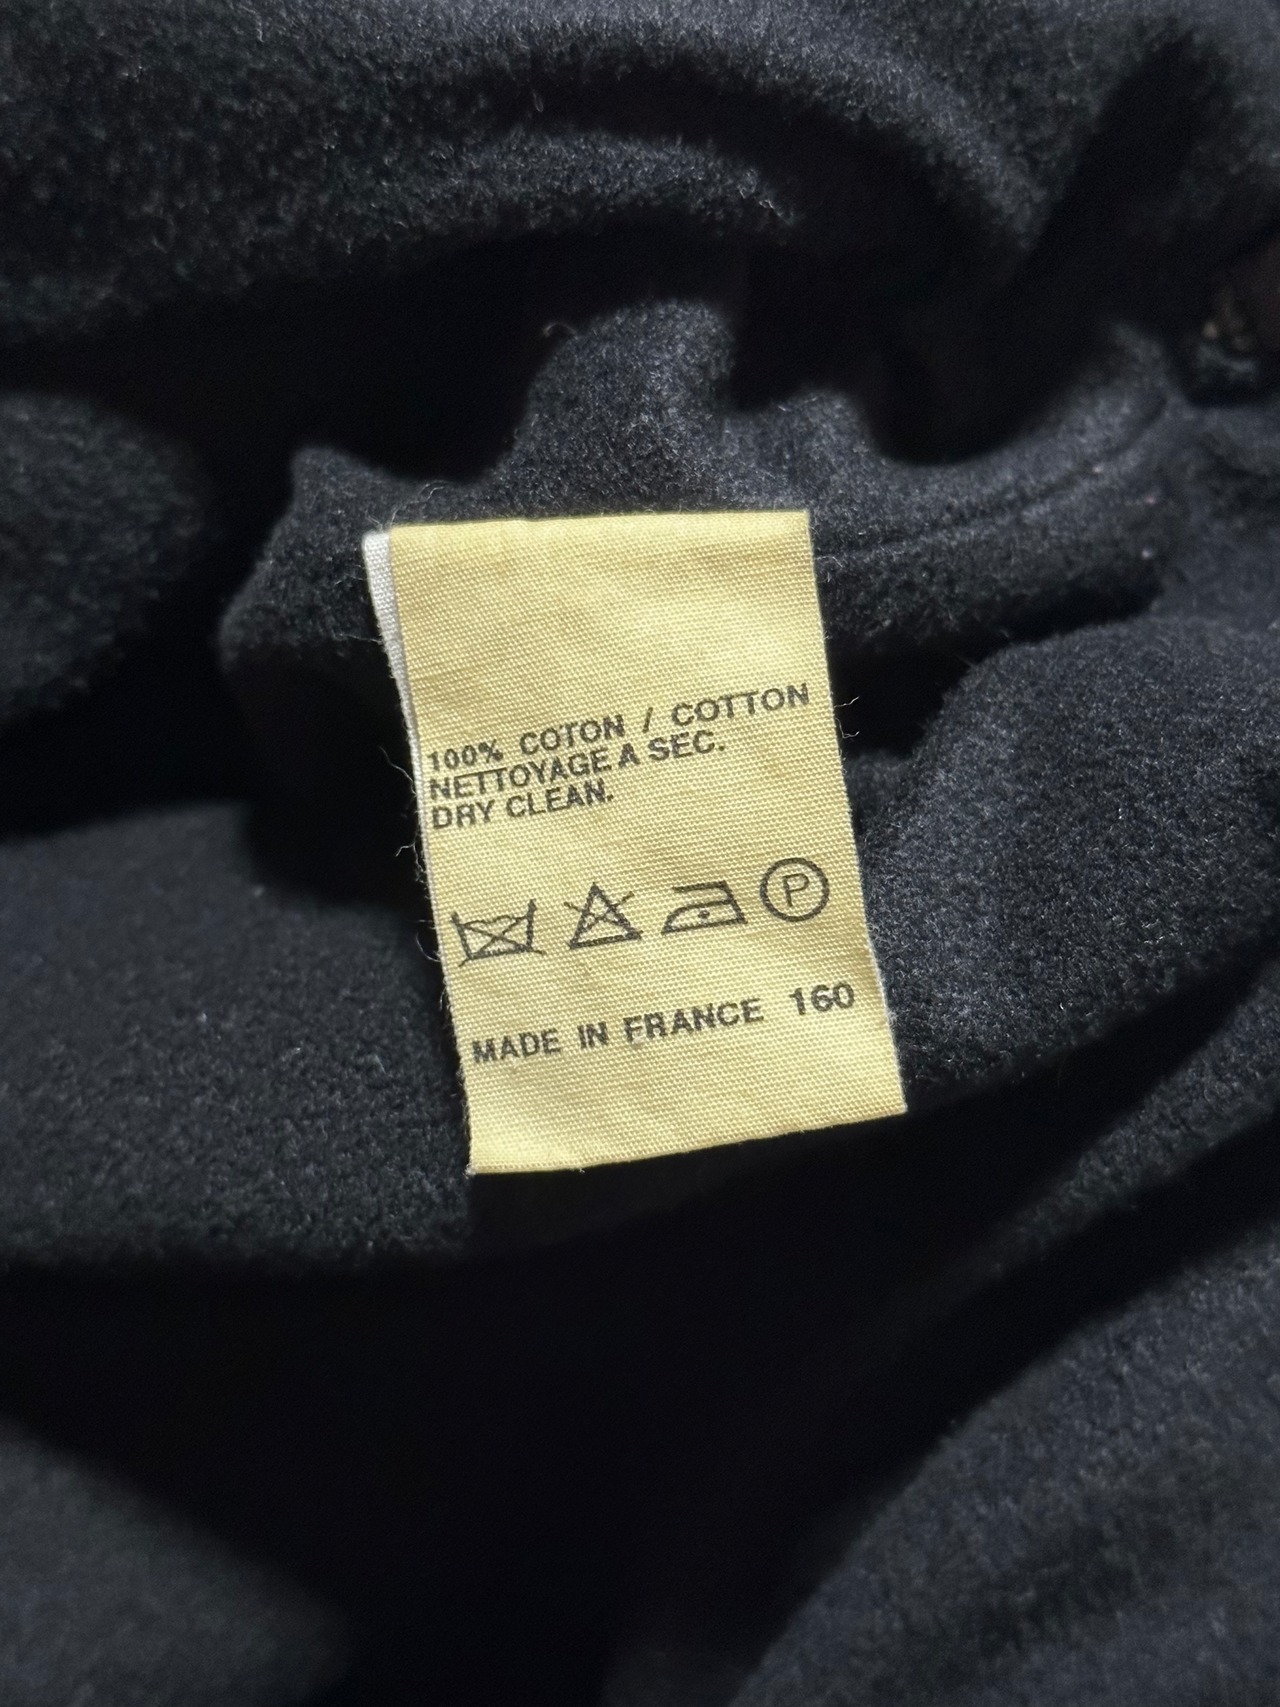 100% COTON / COTTON
NETTOYAGE A SEC.
DRY CLEAN.
P
MADE IN FRANCE 160